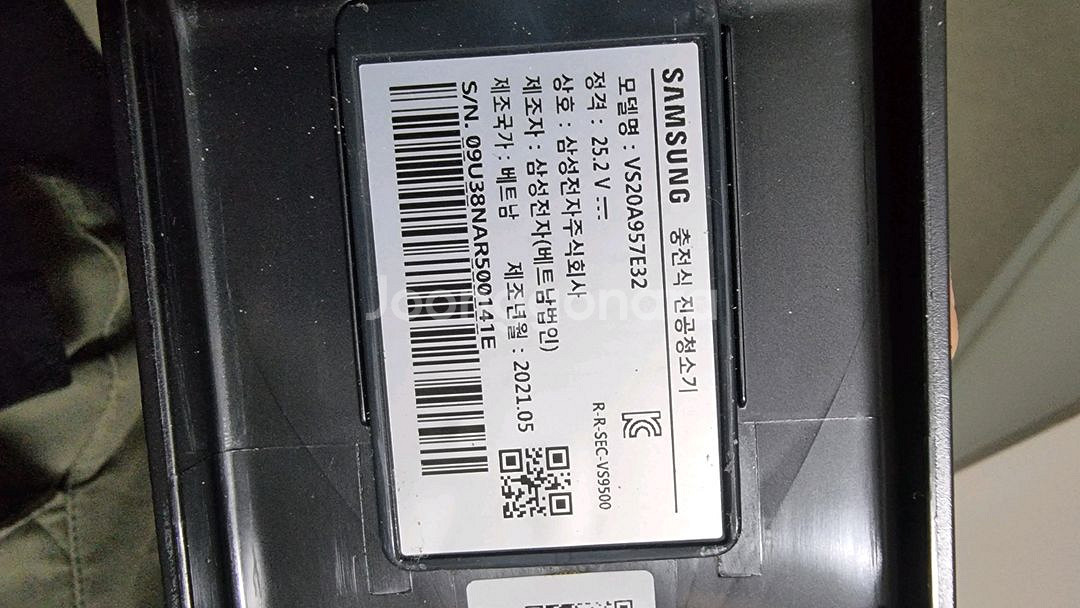 SAMSUNG 충전식 진공청소기
모델명 : VS20A957E32
정격 : 25.2 V
R-R-SEC-VS9500
상호 : 삼성전자주식회사
제조자 : 삼성전자(베트남법인)
제조국가 : 베트남 제조년월 : 2021.05
S/N. 09U38NAR500141E
Joongonara